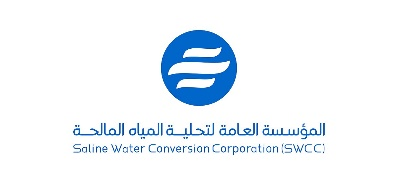 المؤسسة العامة لتحلية المياه المالحة
Saline Water Conversion Corporation (SWCC)